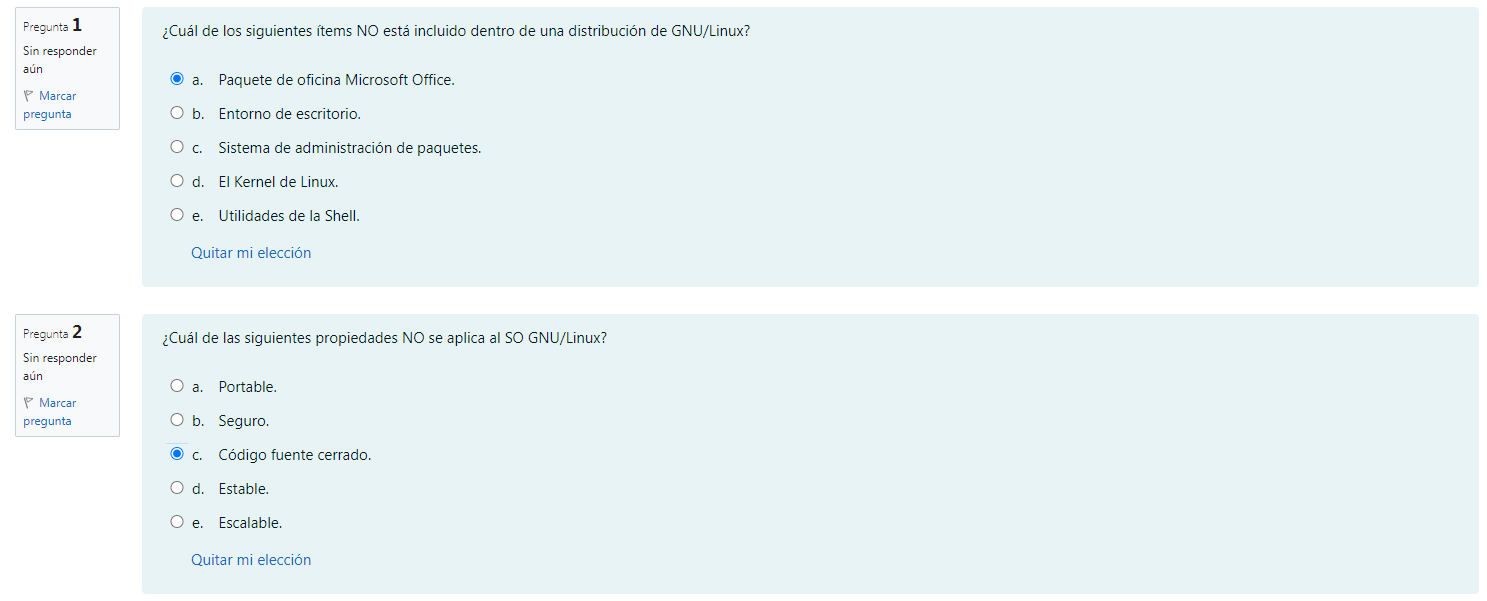 Pregunta 1
Sin responder
aún
Marcar
pregunta
¿Cuál de los siguientes ítems NO está incluido dentro de una distribución de GNU/Linux?
a. Paquete de oficina Microsoft Office.
b. Entorno de escritorio.
c. Sistema de administración de paquetes.
d. El Kernel de Linux.
e. Utilidades de la Shell.
Quitar mi elección
Pregunta 2
Sin responder
aún
Marcar
pregunta
¿Cuál de las siguientes propiedades NO se aplica al SO GNU/Linux?
a. Portable.
b. Seguro.
c. Código fuente cerrado.
d. Estable.
e. Escalable.
Quitar mi elección